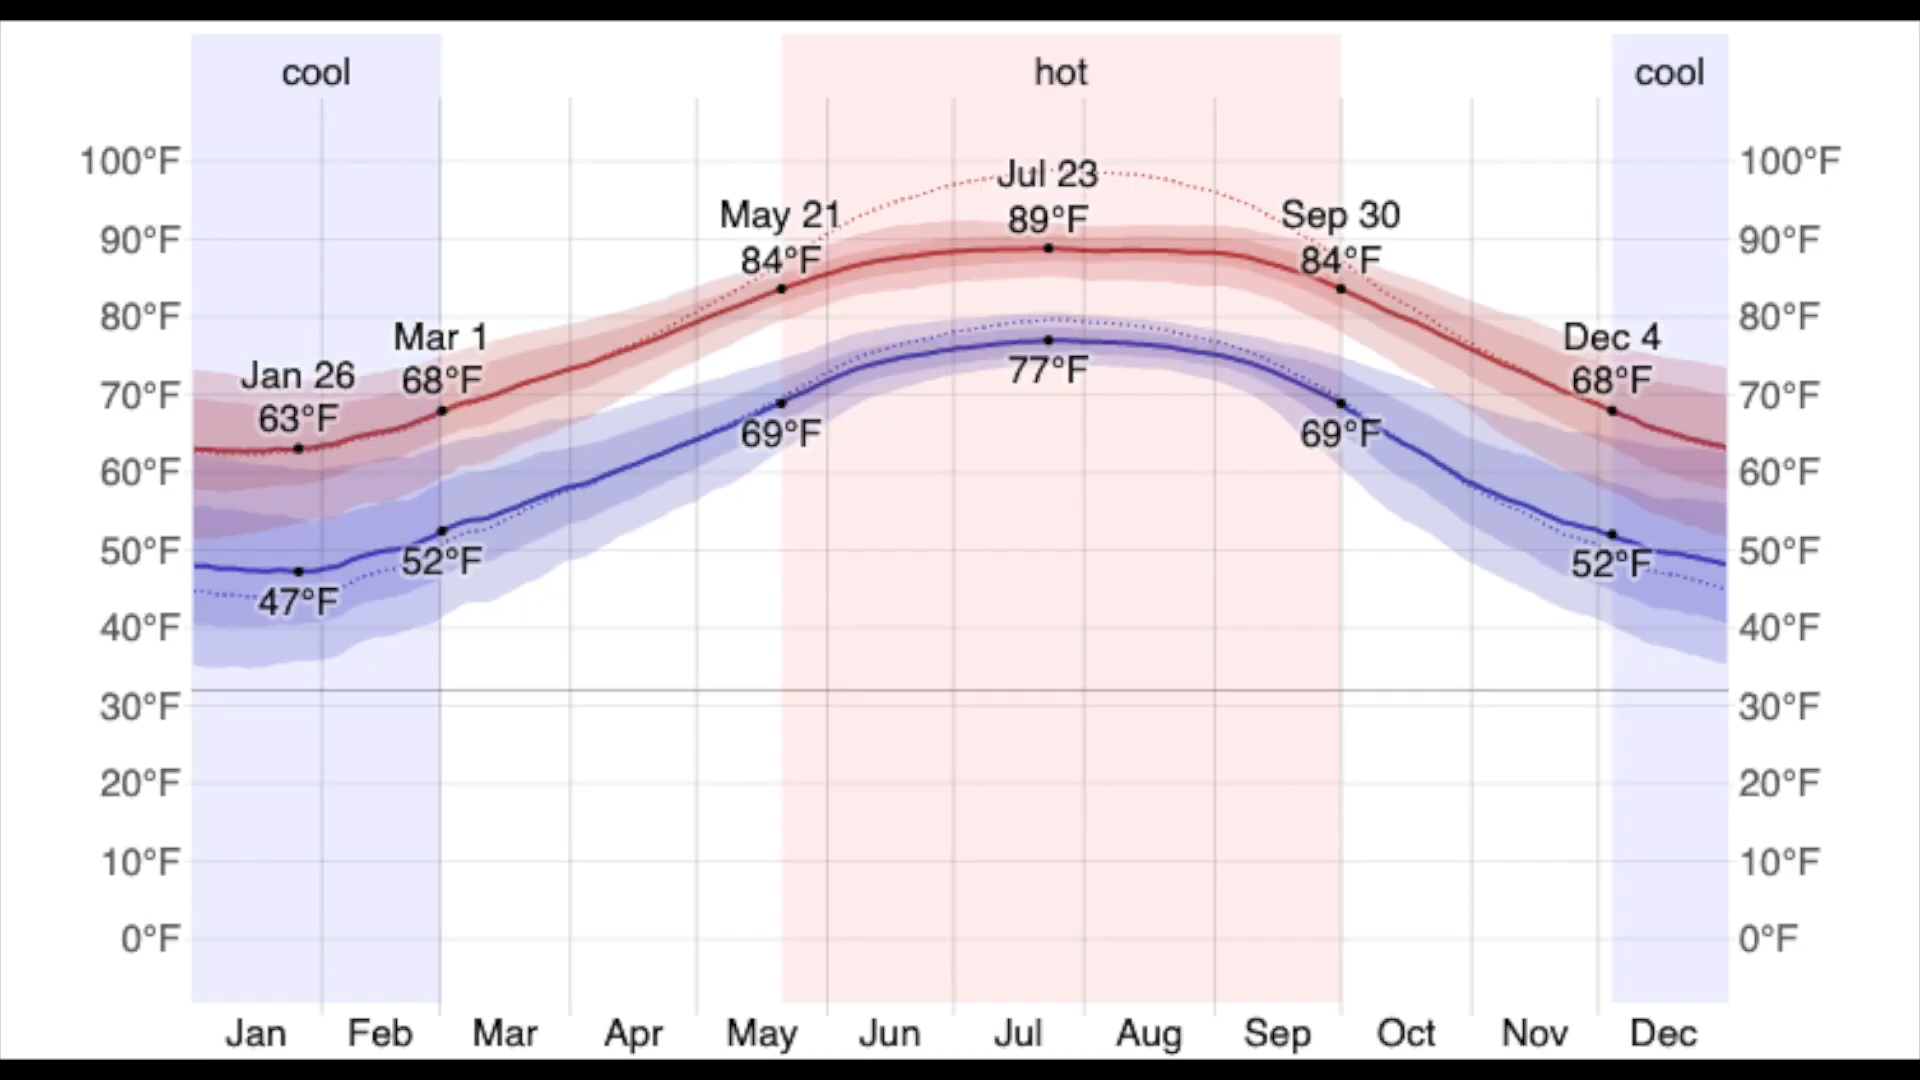 cool
hot
cool
100°F
100°F
Jul 23
May 21
89°F
Sep 30
90°F
90°F
84°F
84°F
80°F
80°F
Mar 1
Dec 4
Jan 26
68°F
77°F
68°F
70°F
70°F
63°F
69°F
69°F
60°F
60°F
50°F
52°F
52°F
50°F
47°F
40°F
40°F
30°F
30°F
20°F
20°F
10°F
10°F
0°F
0°F
Jan Feb Mar Apr May Jun Jul Aug Sep Oct Nov Dec